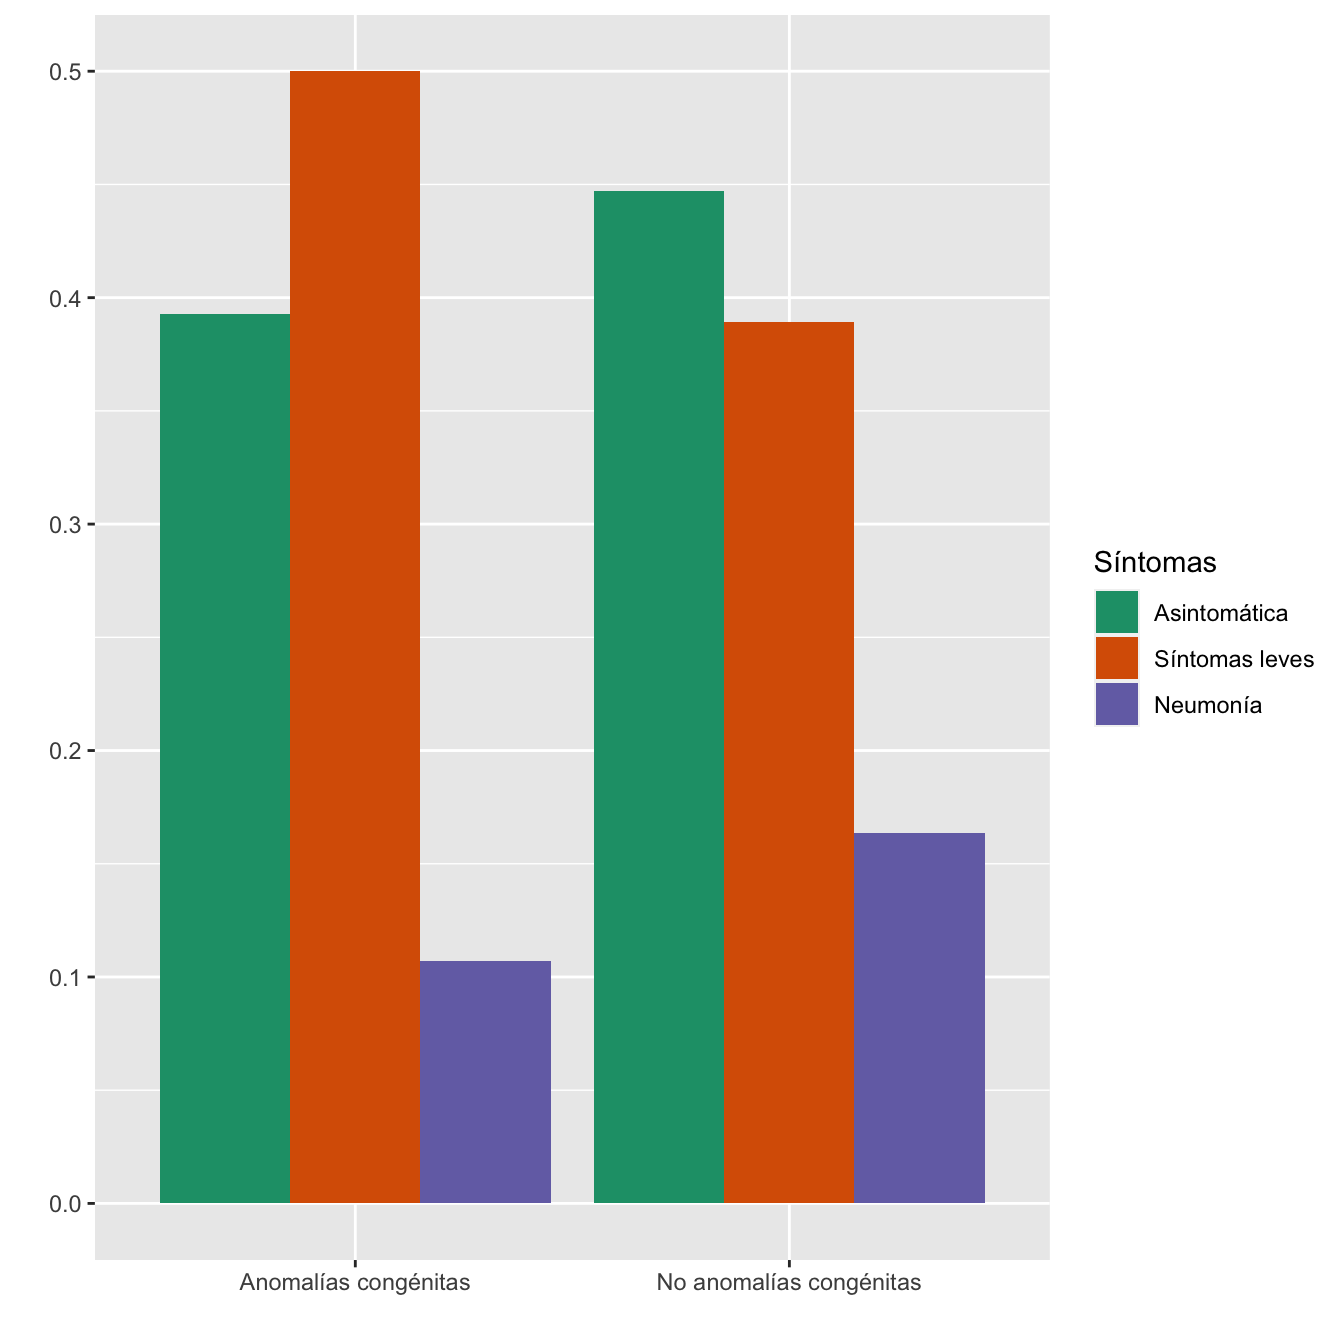 0.5
0.4
0.3
0.2
0.1
0.0
Anomalías congénitas
No anomalías congénitas
Síntomas
Asintomática
Síntomas leves
Neumonía